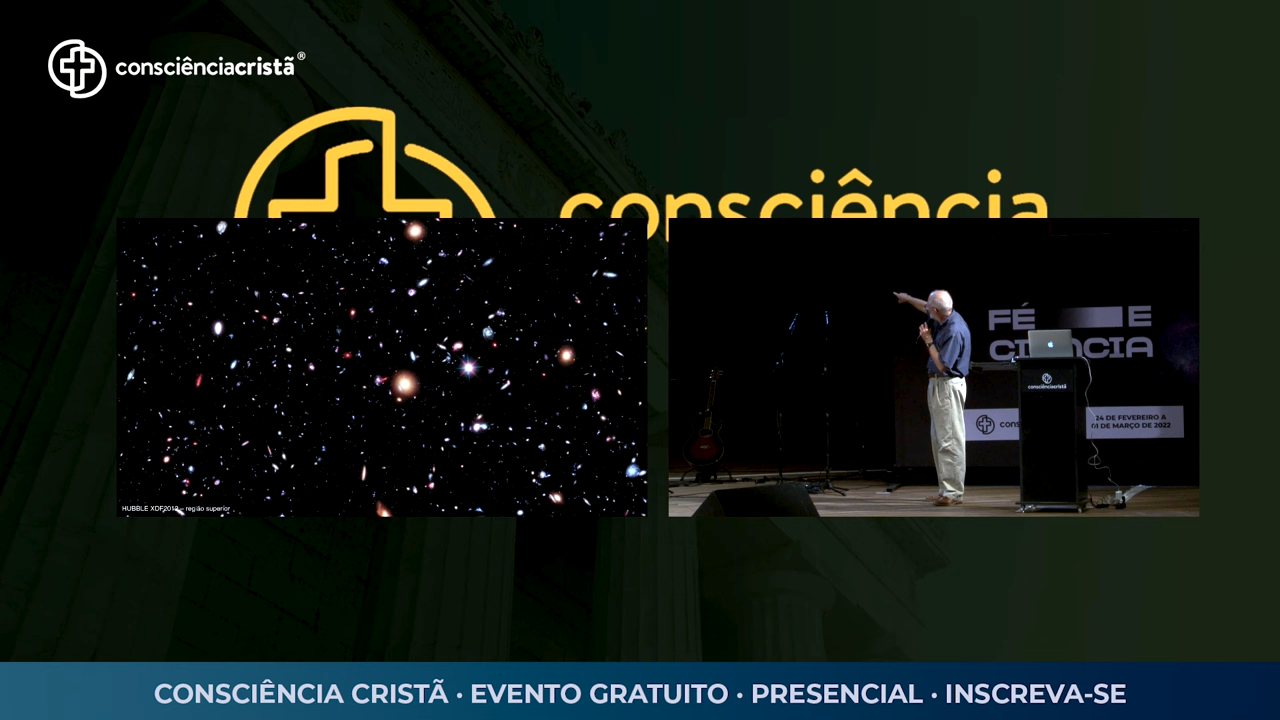 consciênciacristã®
consciência
HUBBLE XDF2012 – região superior
FÉ E
CIÊNCIA
consciênciacristã
24 DE FEVEREIRO A
01 DE MARÇO DE 2022
CONSCIÊNCIA CRISTÃ • EVENTO GRATUITO • PRESENCIAL • INSCREVA-SE